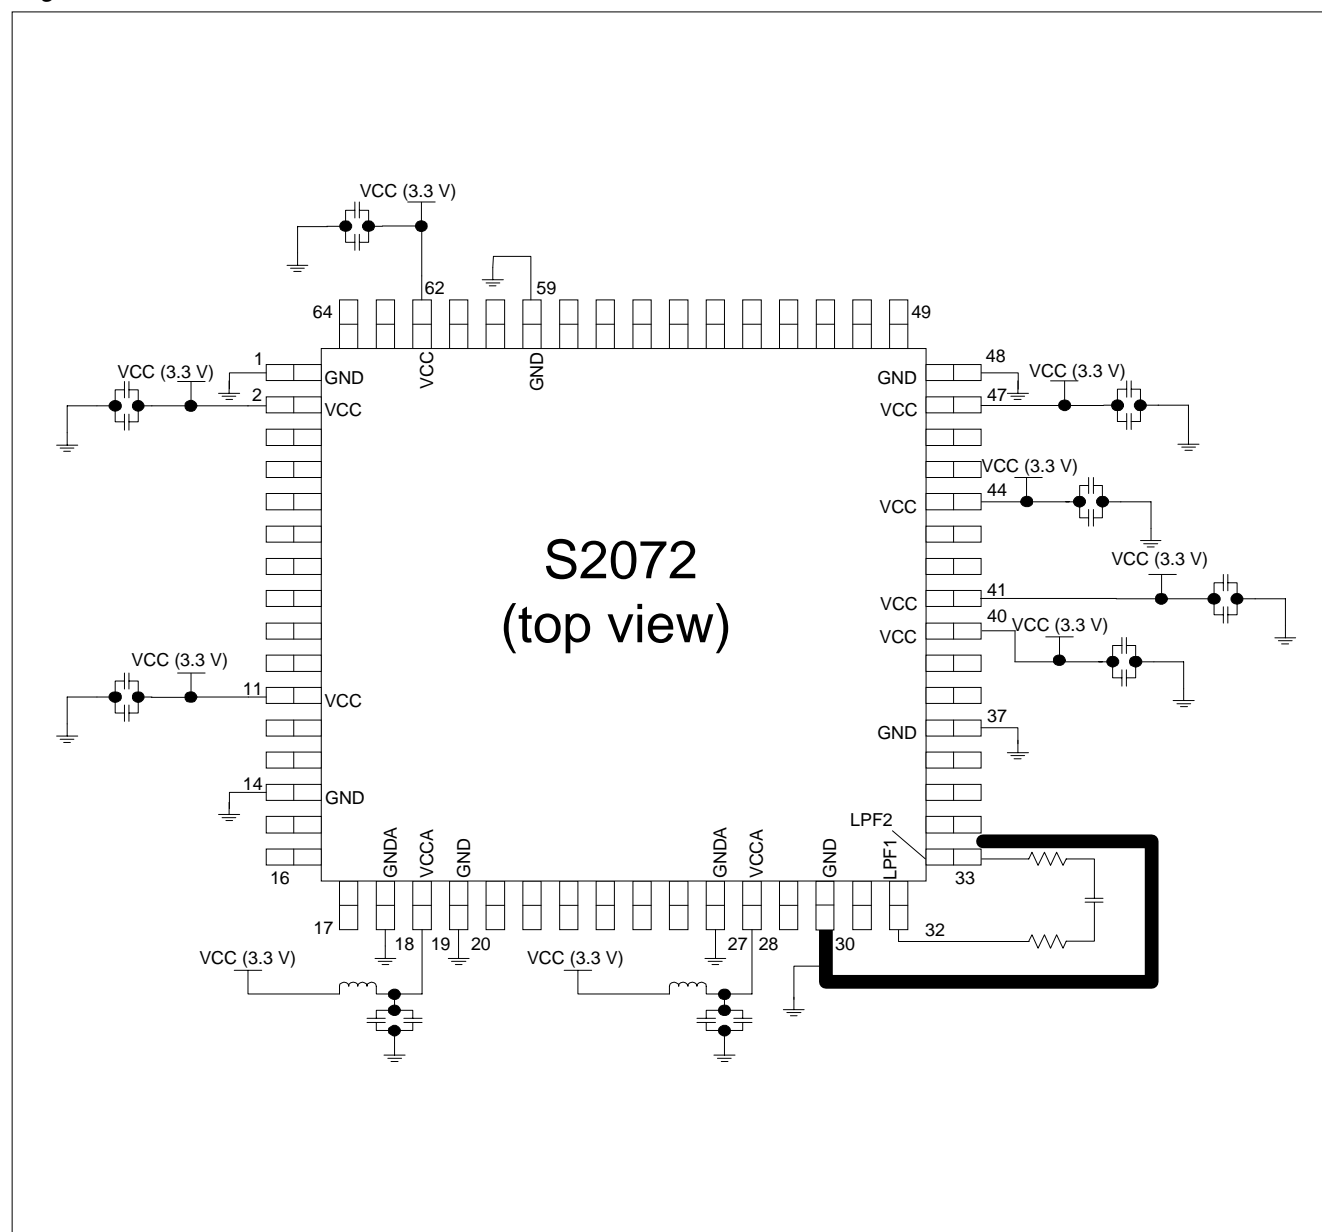 VCC (3.3 V)
62
59
64
49
VCC
GND
1
GND
VCC (3.3 V)
2
VCC
48
GND
VCC (3.3 V)
47
VCC
VCC (3.3 V)
44
VCC
S2072
(top view)
VCC (3.3 V)
41
VCC
40
VCC (3.3 V)
VCC
VCC (3.3 V)
11
VCC
37
GND
14
GND
LPF2
GNDA
VCCA
GND
GNDA
VCCA
GND
LPF1
16
33
17
18
19
20
27
28
30
32
VCC (3.3 V)
VCC (3.3 V)